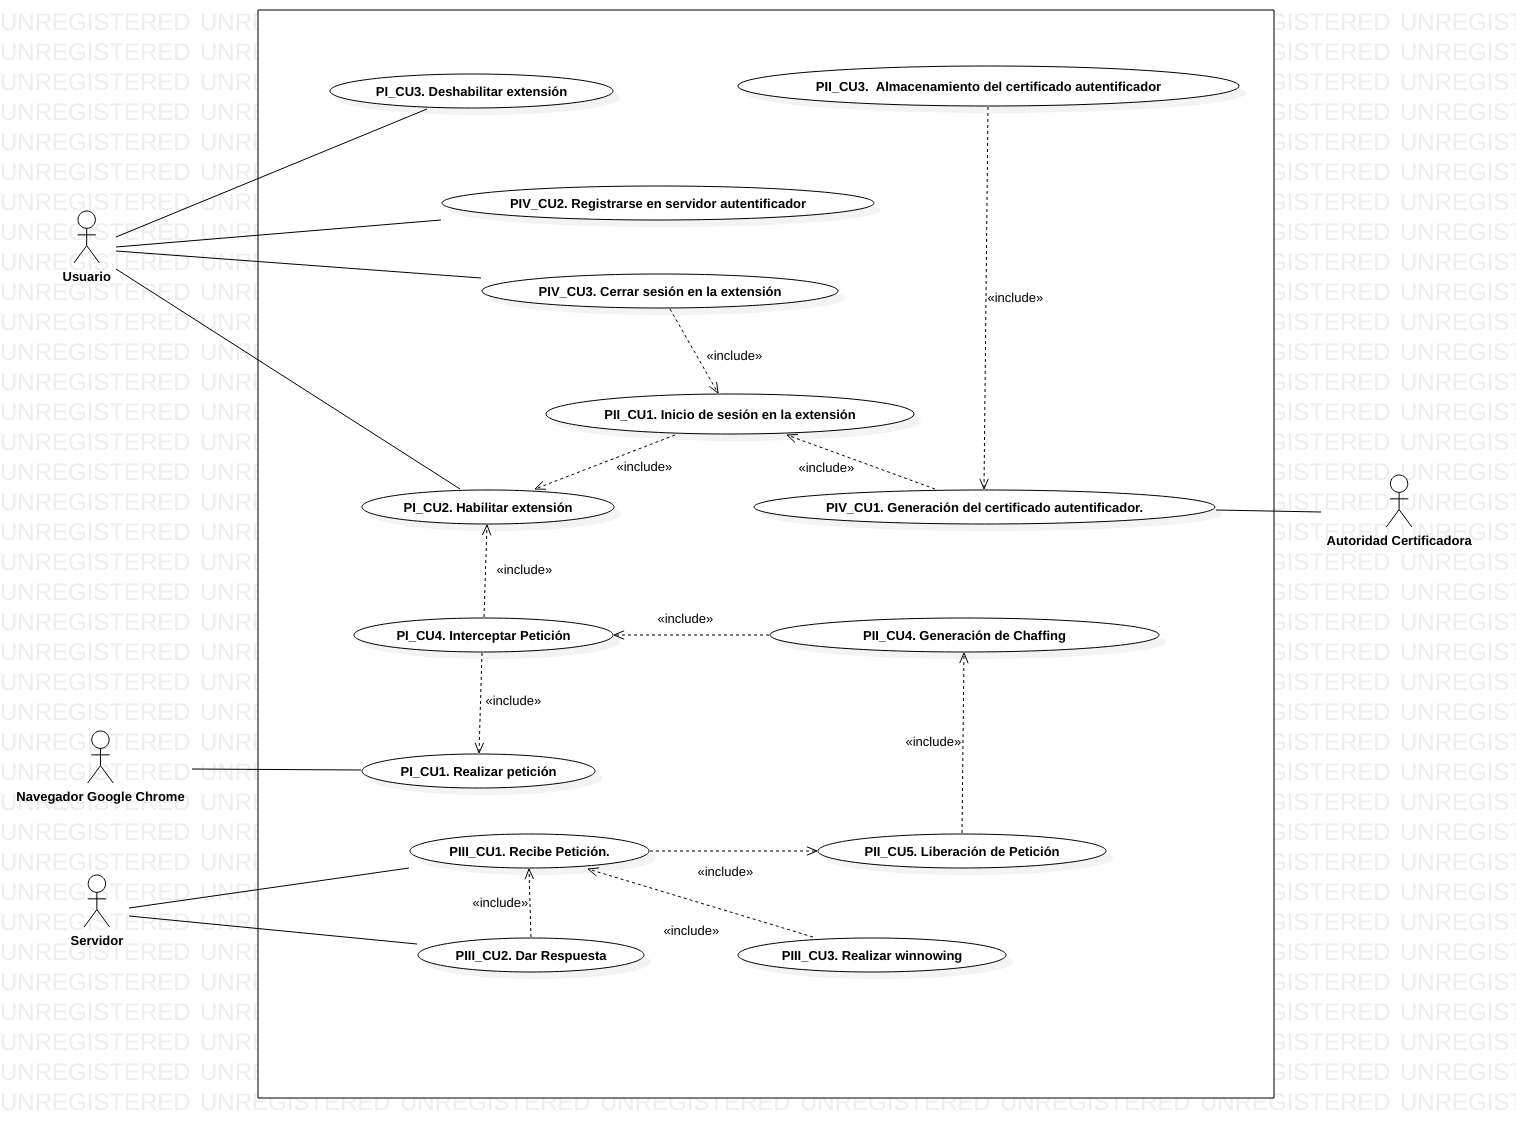 PI_CU3. Deshabilitar extensión
PII_CU3.  Almacenamiento del certificado autentificador
PIV_CU2. Registrarse en servidor autentificador
Usuario
PIV_CU3. Cerrar sesión en la extensión
«include»
«include»
PII_CU1. Inicio de sesión en la extensión
«include»
«include»
PI_CU2. Habilitar extensión
PIV_CU1. Generación del certificado autentificador.
Autoridad Certificadora
«include»
«include»
PI_CU4. Interceptar Petición
PII_CU4. Generación de Chaffing
«include»
«include»
PI_CU1. Realizar petición
Navegador Google Chrome
PIII_CU1. Recibe Petición.
PII_CU5. Liberación de Petición
«include»
«include»
«include»
Servidor
PIII_CU2. Dar Respuesta
PIII_CU3. Realizar winnowing
UNREGISTERED